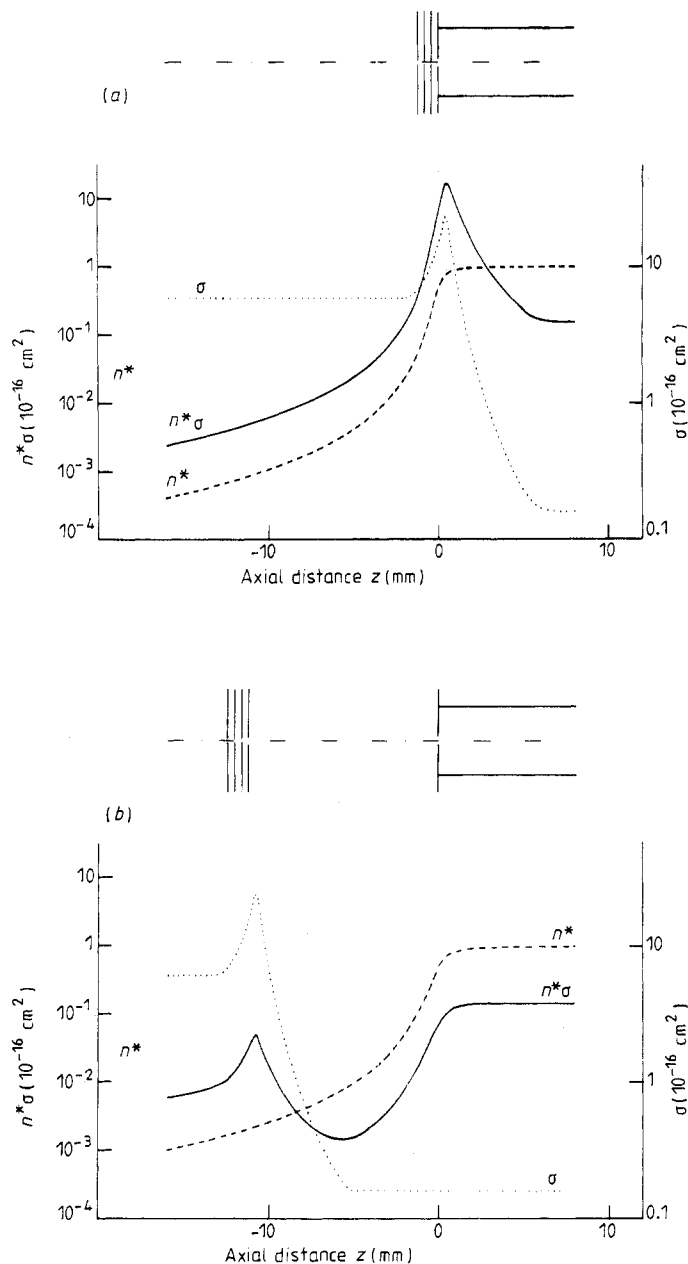 (a)
10
1
10⁻¹
10⁻²
10⁻³
10⁻⁴
n*
n*σ (10⁻¹⁶ cm²)
σ
n*σ
n*
10
1
0.1
σ (10⁻¹⁶ cm²)
-10
0
10
Axial distance z (mm)
(b)
10
1
10⁻¹
10⁻²
10⁻³
10⁻⁴
n*
n*σ (10⁻¹⁶ cm²)
n*
n*σ
σ
10
1
0.1
σ (10⁻¹⁶ cm²)
-10
0
10
Axial distance z (mm)